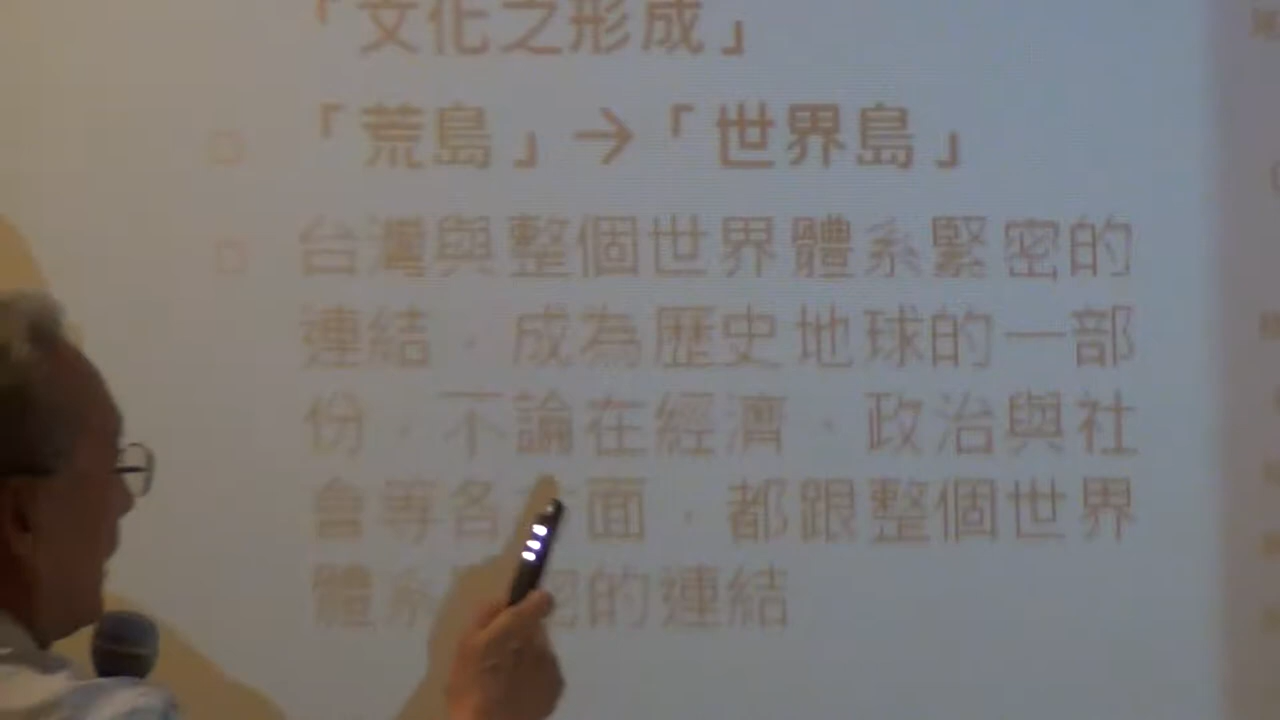 「文化之形成」
「荒島」→「世界島」
台灣與整個世界體系緊密的
連結，成為歷史地球的一部
份，不論在經濟，政治與社
會等各 面，都跟整個世界
體系 密的連結